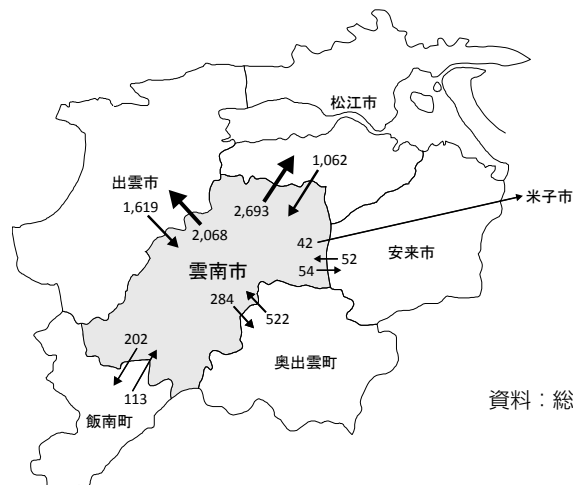 松江市
1,062
出雲市
米子市
1,619
2,693
2,068
42
安来市
52
雲南市
54
284
522
202
奥出雲町
113
資料：総
飯南町